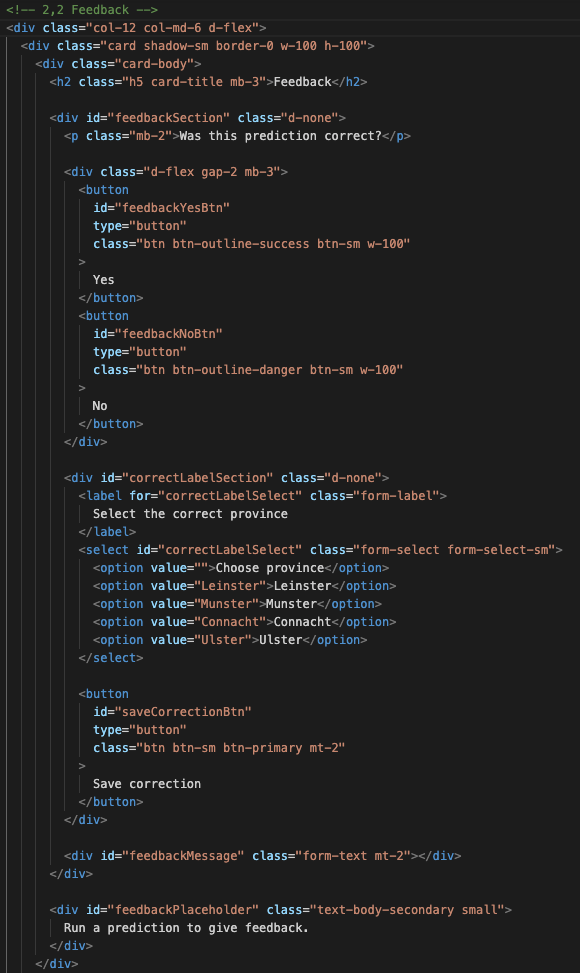 <!-- 2,2 Feedback -->
<div class="col-12 col-md-6 d-flex">
  <div class="card shadow-sm border-0 w-100 h-100">
    <div class="card-body">
      <h2 class="h5 card-title mb-3">Feedback</h2>

      <div id="feedbackSection" class="d-none">
        <p class="mb-2">Was this prediction correct?</p>

        <div class="d-flex gap-2 mb-3">
          <button
            id="feedbackYesBtn"
            type="button"
            class="btn btn-outline-success btn-sm w-100"
          >
            Yes
          </button>
          <button
            id="feedbackNoBtn"
            type="button"
            class="btn btn-outline-danger btn-sm w-100"
          >
            No
          </button>
        </div>

        <div id="correctLabelSection" class="d-none">
          <label for="correctLabelSelect" class="form-label">
            Select the correct province
          </label>
          <select id="correctLabelSelect" class="form-select form-select-sm">
            <option value="">Choose province</option>
            <option value="Leinster">Leinster</option>
            <option value="Munster">Munster</option>
            <option value="Connacht">Connacht</option>
            <option value="Ulster">Ulster</option>
          </select>

          <button
            id="saveCorrectionBtn"
            type="button"
            class="btn btn-sm btn-primary mt-2"
          >
            Save correction
          </button>
        </div>

        <div id="feedbackMessage" class="form-text mt-2"></div>
      </div>

      <div id="feedbackPlaceholder" class="text-body-secondary small">
        Run a prediction to give feedback.
      </div>
    </div>